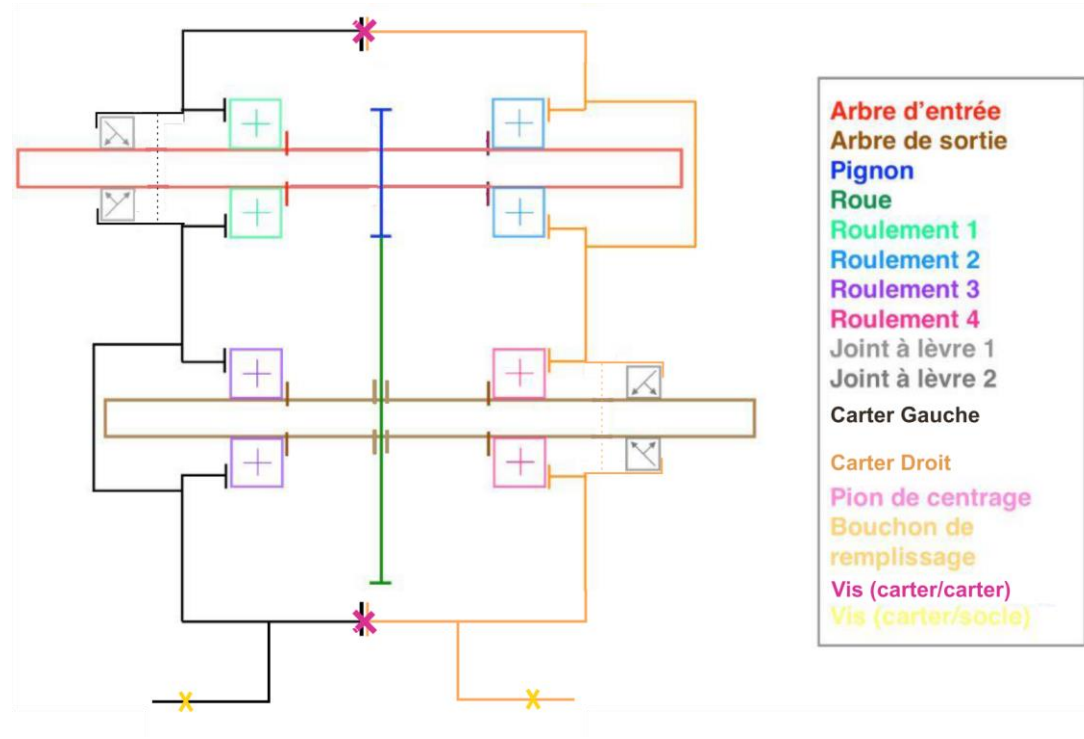 Arbre d'entrée
Arbre de sortie
Pignon
Roue
Roulement 1
Roulement 2
Roulement 3
Roulement 4
Joint à lèvre 1
Joint à lèvre 2
Carter Gauche
Carter Droit
Pion de centrage
Bouchon de
remplissage
Vis (carter/carter)
Vis (carter/socle)